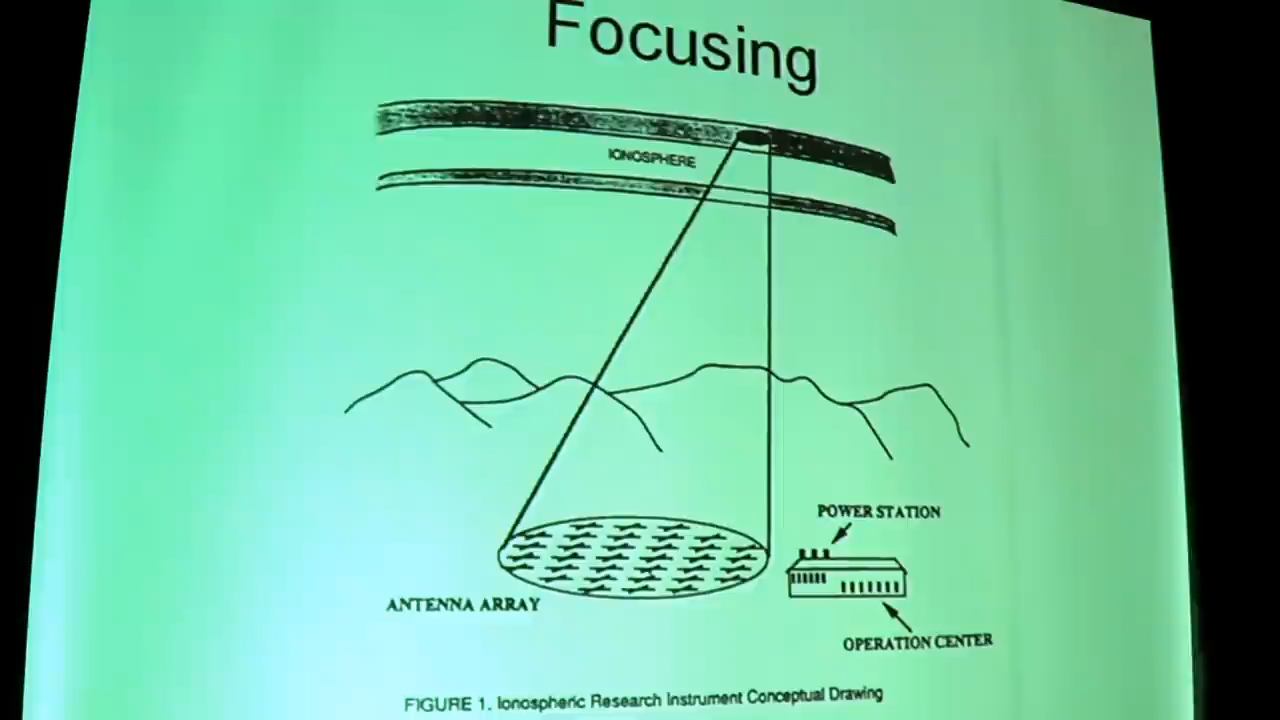 Focusing
IONOSPHERE
POWER STATION
ANTENNA ARRAY
OPERATION CENTER
FIGURE 1. Ionospheric Research Instrument Conceptual Drawing